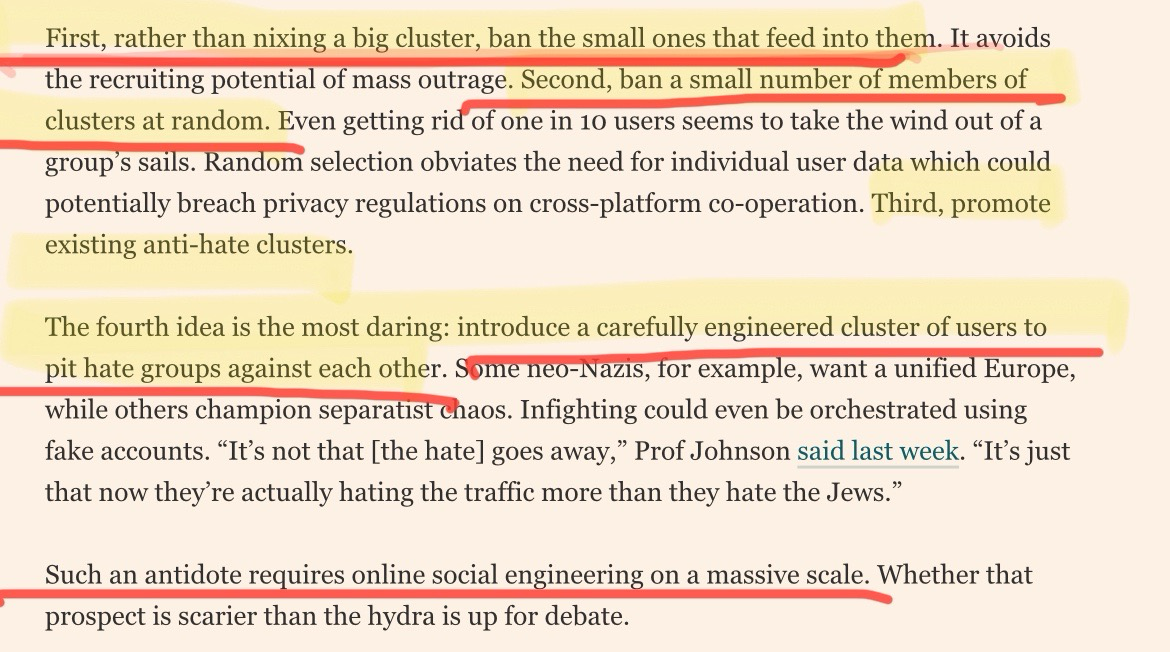 First, rather than nixing a big cluster, ban the small ones that feed into them. It avoids
the recruiting potential of mass outrage. Second, ban a small number of members of
clusters at random. Even getting rid of one in 10 users seems to take the wind out of a
group’s sails. Random selection obviates the need for individual user data which could
potentially breach privacy regulations on cross-platform co-operation. Third, promote
existing anti-hate clusters.
The fourth idea is the most daring: introduce a carefully engineered cluster of users to
pit hate groups against each other. Some neo-Nazis, for example, want a unified Europe,
while others champion separatist chaos. Infighting could even be orchestrated using
fake accounts. “It’s not that [the hate] goes away,” Prof Johnson said last week. “It’s just
that now they’re actually hating the traffic more than they hate the Jews.”
Such an antidote requires online social engineering on a massive scale. Whether that
prospect is scarier than the hydra is up for debate.